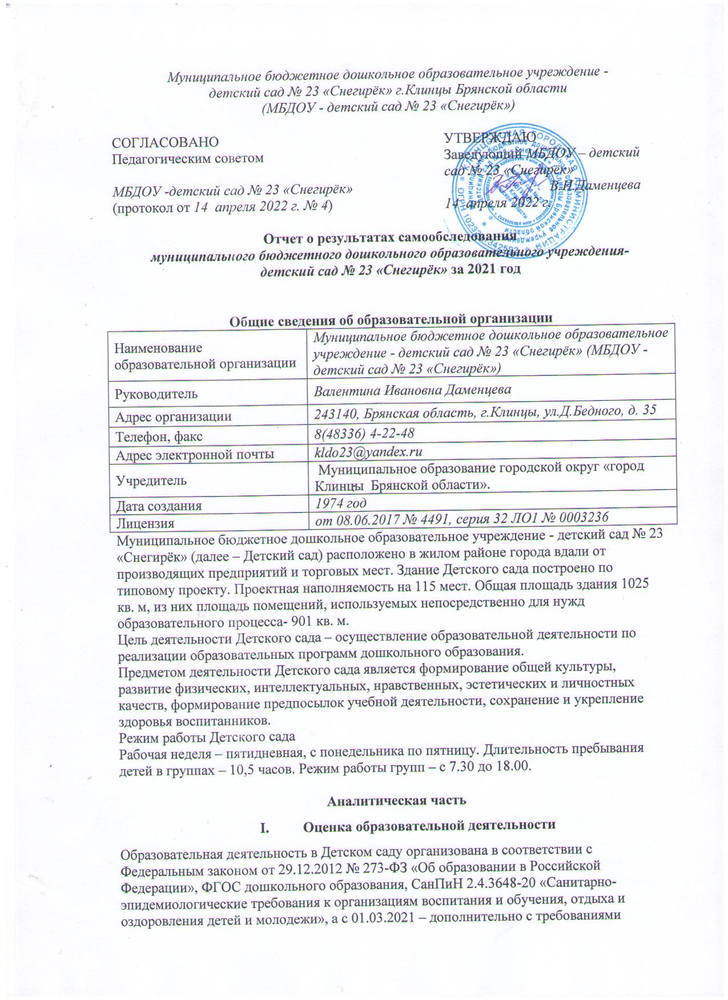 Муниципальное бюджетное дошкольное образовательное учреждение -
детский сад № 23 «Снегирёк» г.Клинцы Брянской области
(МБДОУ - детский сад № 23 «Снегирёк»)
СОГЛАСОВАНО
Педагогическим советом
МБДОУ -детский сад № 23 «Снегирёк»
(протокол от 14 апреля 2022 г. № 4)
УТВЕРЖДАЮ
Заведующий МБДОУ – детский
сад № 23 «Снегирёк»
В.И.Даменцева
14 апреля 2022 г.
КЛИНЦОВСКАЯ ГОРОДСКАЯ АДМИНИСТРАЦИЯ
Отчет о результатах самообследования
муниципального бюджетного дошкольного образовательного учреждения-
детский сад № 23 «Снегирёк» за 2021 год
Общие сведения об образовательной организации
Наименование
образовательной организации
Муниципальное бюджетное дошкольное образовательное
учреждение - детский сад № 23 «Снегирёк» (МБДОУ -
детский сад № 23 «Снегирёк»)
Руководитель
Валентина Ивановна Даменцева
Адрес организации
243140, Брянская область, г.Клинцы, ул.Д.Бедного, д. 35
Телефон, факс
8(48336) 4-22-48
Адрес электронной почты
kldo23@yandex.ru
Учредитель
Муниципальное образование городской округ «город
Клинцы Брянской области».
Дата создания
1974 год
Лицензия
от 08.06.2017 № 4491, серия 32 ЛО1 № 0003236
Муниципальное бюджетное дошкольное образовательное учреждение - детский сад № 23
«Снегирёк» (далее – Детский сад) расположено в жилом районе города вдали от
производящих предприятий и торговых мест. Здание Детского сада построено по
типовому проекту. Проектная наполняемость на 115 мест. Общая площадь здания 1025
кв. м, из них площадь помещений, используемых непосредственно для нужд
образовательного процесса- 901 кв. м.
Цель деятельности Детского сада – осуществление образовательной деятельности по
реализации образовательных программ дошкольного образования.
Предметом деятельности Детского сада является формирование общей культуры,
развитие физических, интеллектуальных, нравственных, эстетических и личностных
качеств, формирование предпосылок учебной деятельности, сохранение и укрепление
здоровья воспитанников.
Режим работы Детского сада
Рабочая неделя – пятидневная, с понедельника по пятницу. Длительность пребывания
детей в группах – 10,5 часов. Режим работы групп – с 7.30 до 18.00.
Аналитическая часть
I. Оценка образовательной деятельности
Образовательная деятельность в Детском саду организована в соответствии с
Федеральным законом от 29.12.2012 № 273-ФЗ «Об образовании в Российской
Федерации», ФГОС дошкольного образования, СанПиН 2.4.3648-20 «Санитарно-
эпидемиологические требования к организациям воспитания и обучения, отдыха и
оздоровления детей и молодежи», а с 01.03.2021 – дополнительно с требованиями